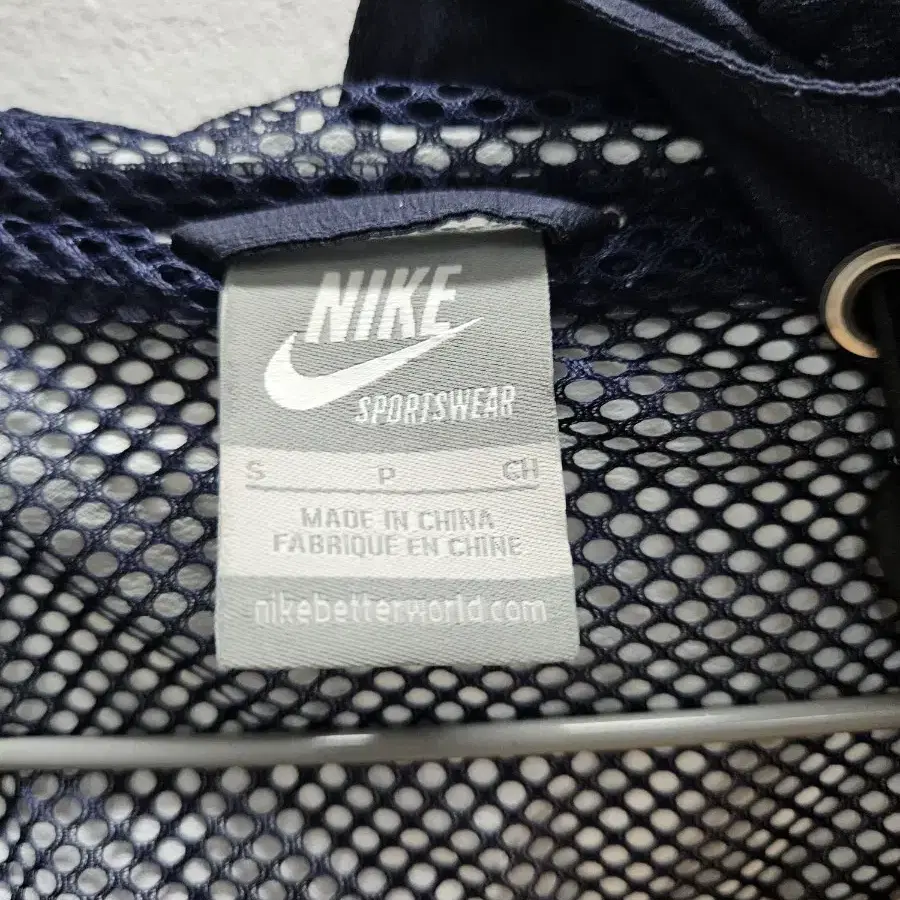 NIKE
SPORTSWEAR
S P CH
MADE IN CHINA
FABRIQUE EN CHINE
nikebetterworld.com